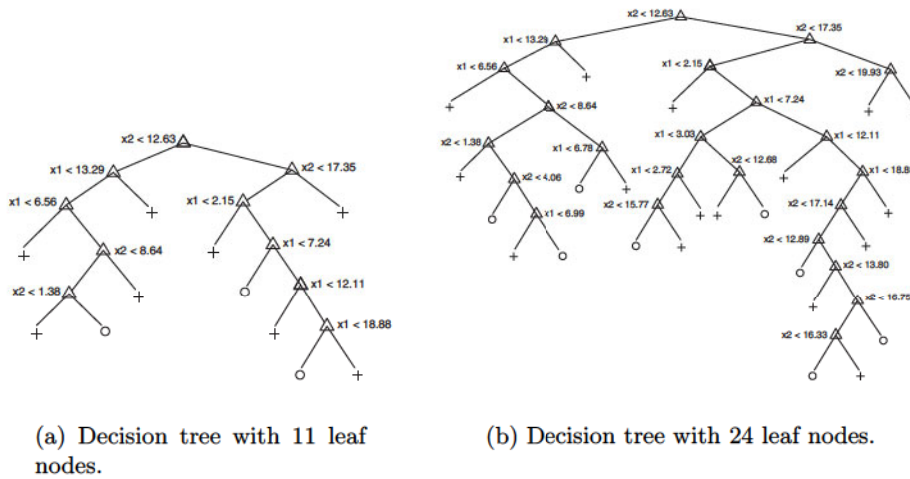 x2 < 12.63
x1 < 13.29
x2 < 17.35
x1 < 6.56
x1 < 2.15
x2 < 8.64
x1 < 7.24
x2 < 1.38
x1 < 12.11
x1 < 18.88
(a) Decision tree with 11 leaf
nodes.
x2 < 12.63
x1 < 13.29
x2 < 17.35
x1 < 6.56
x1 < 2.15
x2 < 19.93
x2 < 8.64
x1 < 7.24
x2 < 1.38
x1 < 6.78
x1 < 3.03
x1 < 12.11
x2 < 4.06
x1 < 2.72
x2 < 12.68
x1 < 6.99
x2 < 15.77
x2 < 17.14
x2 < 12.89
x2 < 13.80
x2 < 16.75
x2 < 16.33
(b) Decision tree with 24 leaf nodes.